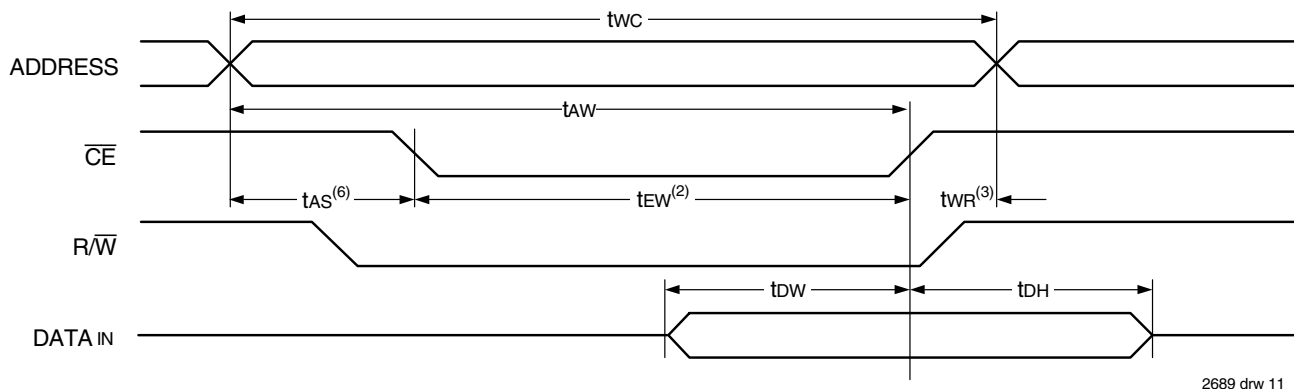 tWC
ADDRESS
tAW
CE
tAS(6) tEW(2) tWR(3)
R/W
tDW tDH
DATA IN
2689 drw 11